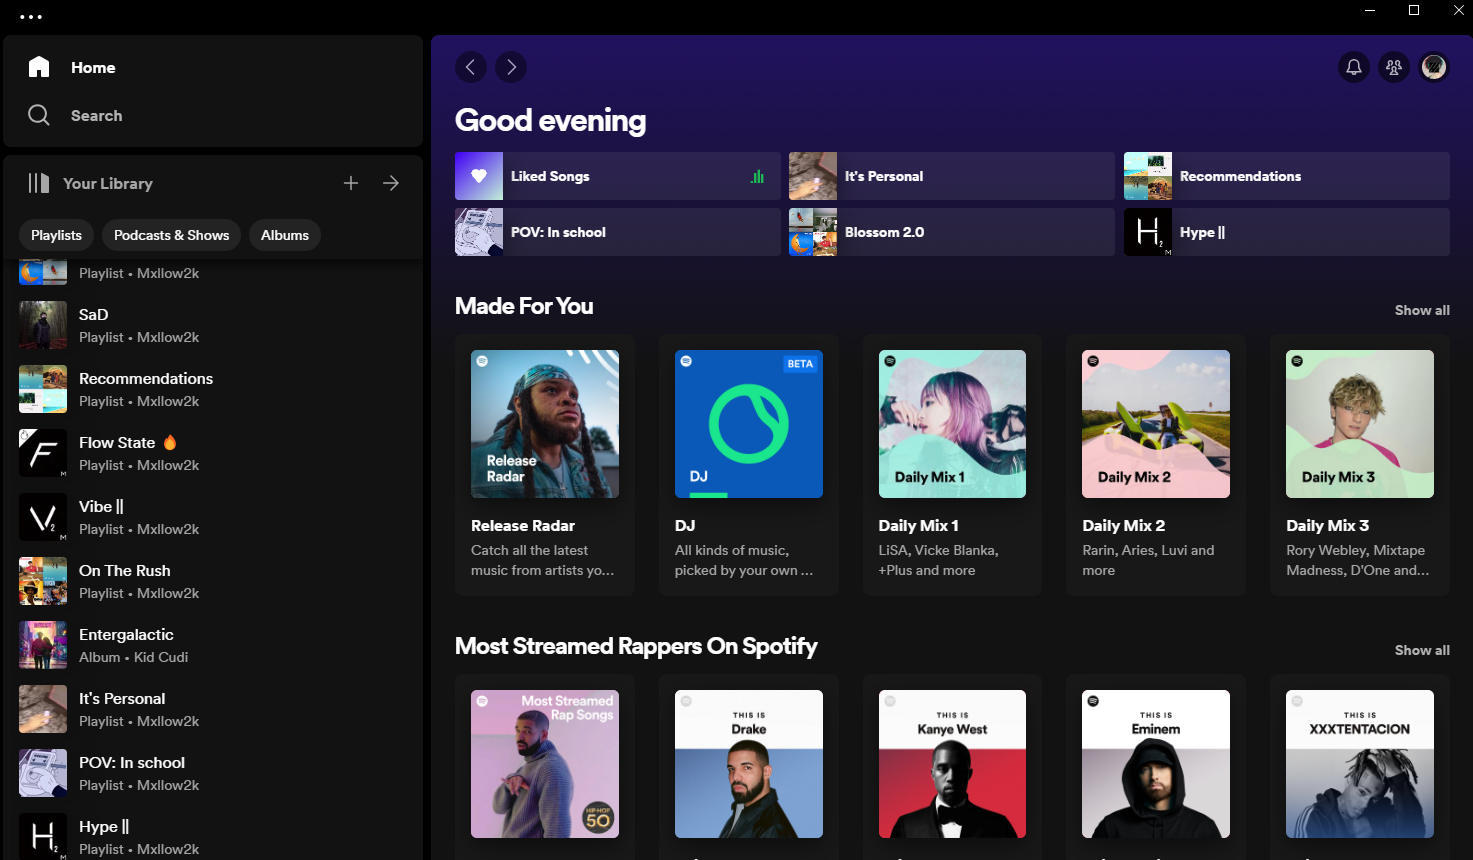 Home
Search
Your Library
Playlists
Podcasts & Shows
Albums
Playlist • Mxllow2k
SaD
Playlist • Mxllow2k
Recommendations
Playlist • Mxllow2k
Flow State 🔥
Playlist • Mxllow2k
Vibe ||
Playlist • Mxllow2k
On The Rush
Playlist • Mxllow2k
Entergalactic
Album • Kid Cudi
It's Personal
Playlist • Mxllow2k
POV: In school
Playlist • Mxllow2k
Hype ||
Playlist • Mxllow2k
Good evening
Liked Songs
It's Personal
Recommendations
POV: In school
Blossom 2.0
H2
M
Hype ||
Made For You
Show all
Release
Radar
Release Radar
Catch all the latest
music from artists yo...
BETA
DJ
DJ
All kinds of music,
picked by your own ...
Daily Mix 1
Daily Mix 1
LiSA, Vicke Blanka,
+Plus and more
Daily Mix 2
Daily Mix 2
Rarin, Aries, Luvi and
more
Daily Mix 3
Daily Mix 3
Rory Webley, Mixtape
Madness, D'One and...
Most Streamed Rappers On Spotify
Show all
Most Streamed
Rap Songs
HIP-HOP
50
THIS IS
Drake
THIS IS
Kanye West
THIS IS
Eminem
THIS IS
XXXTENTACION